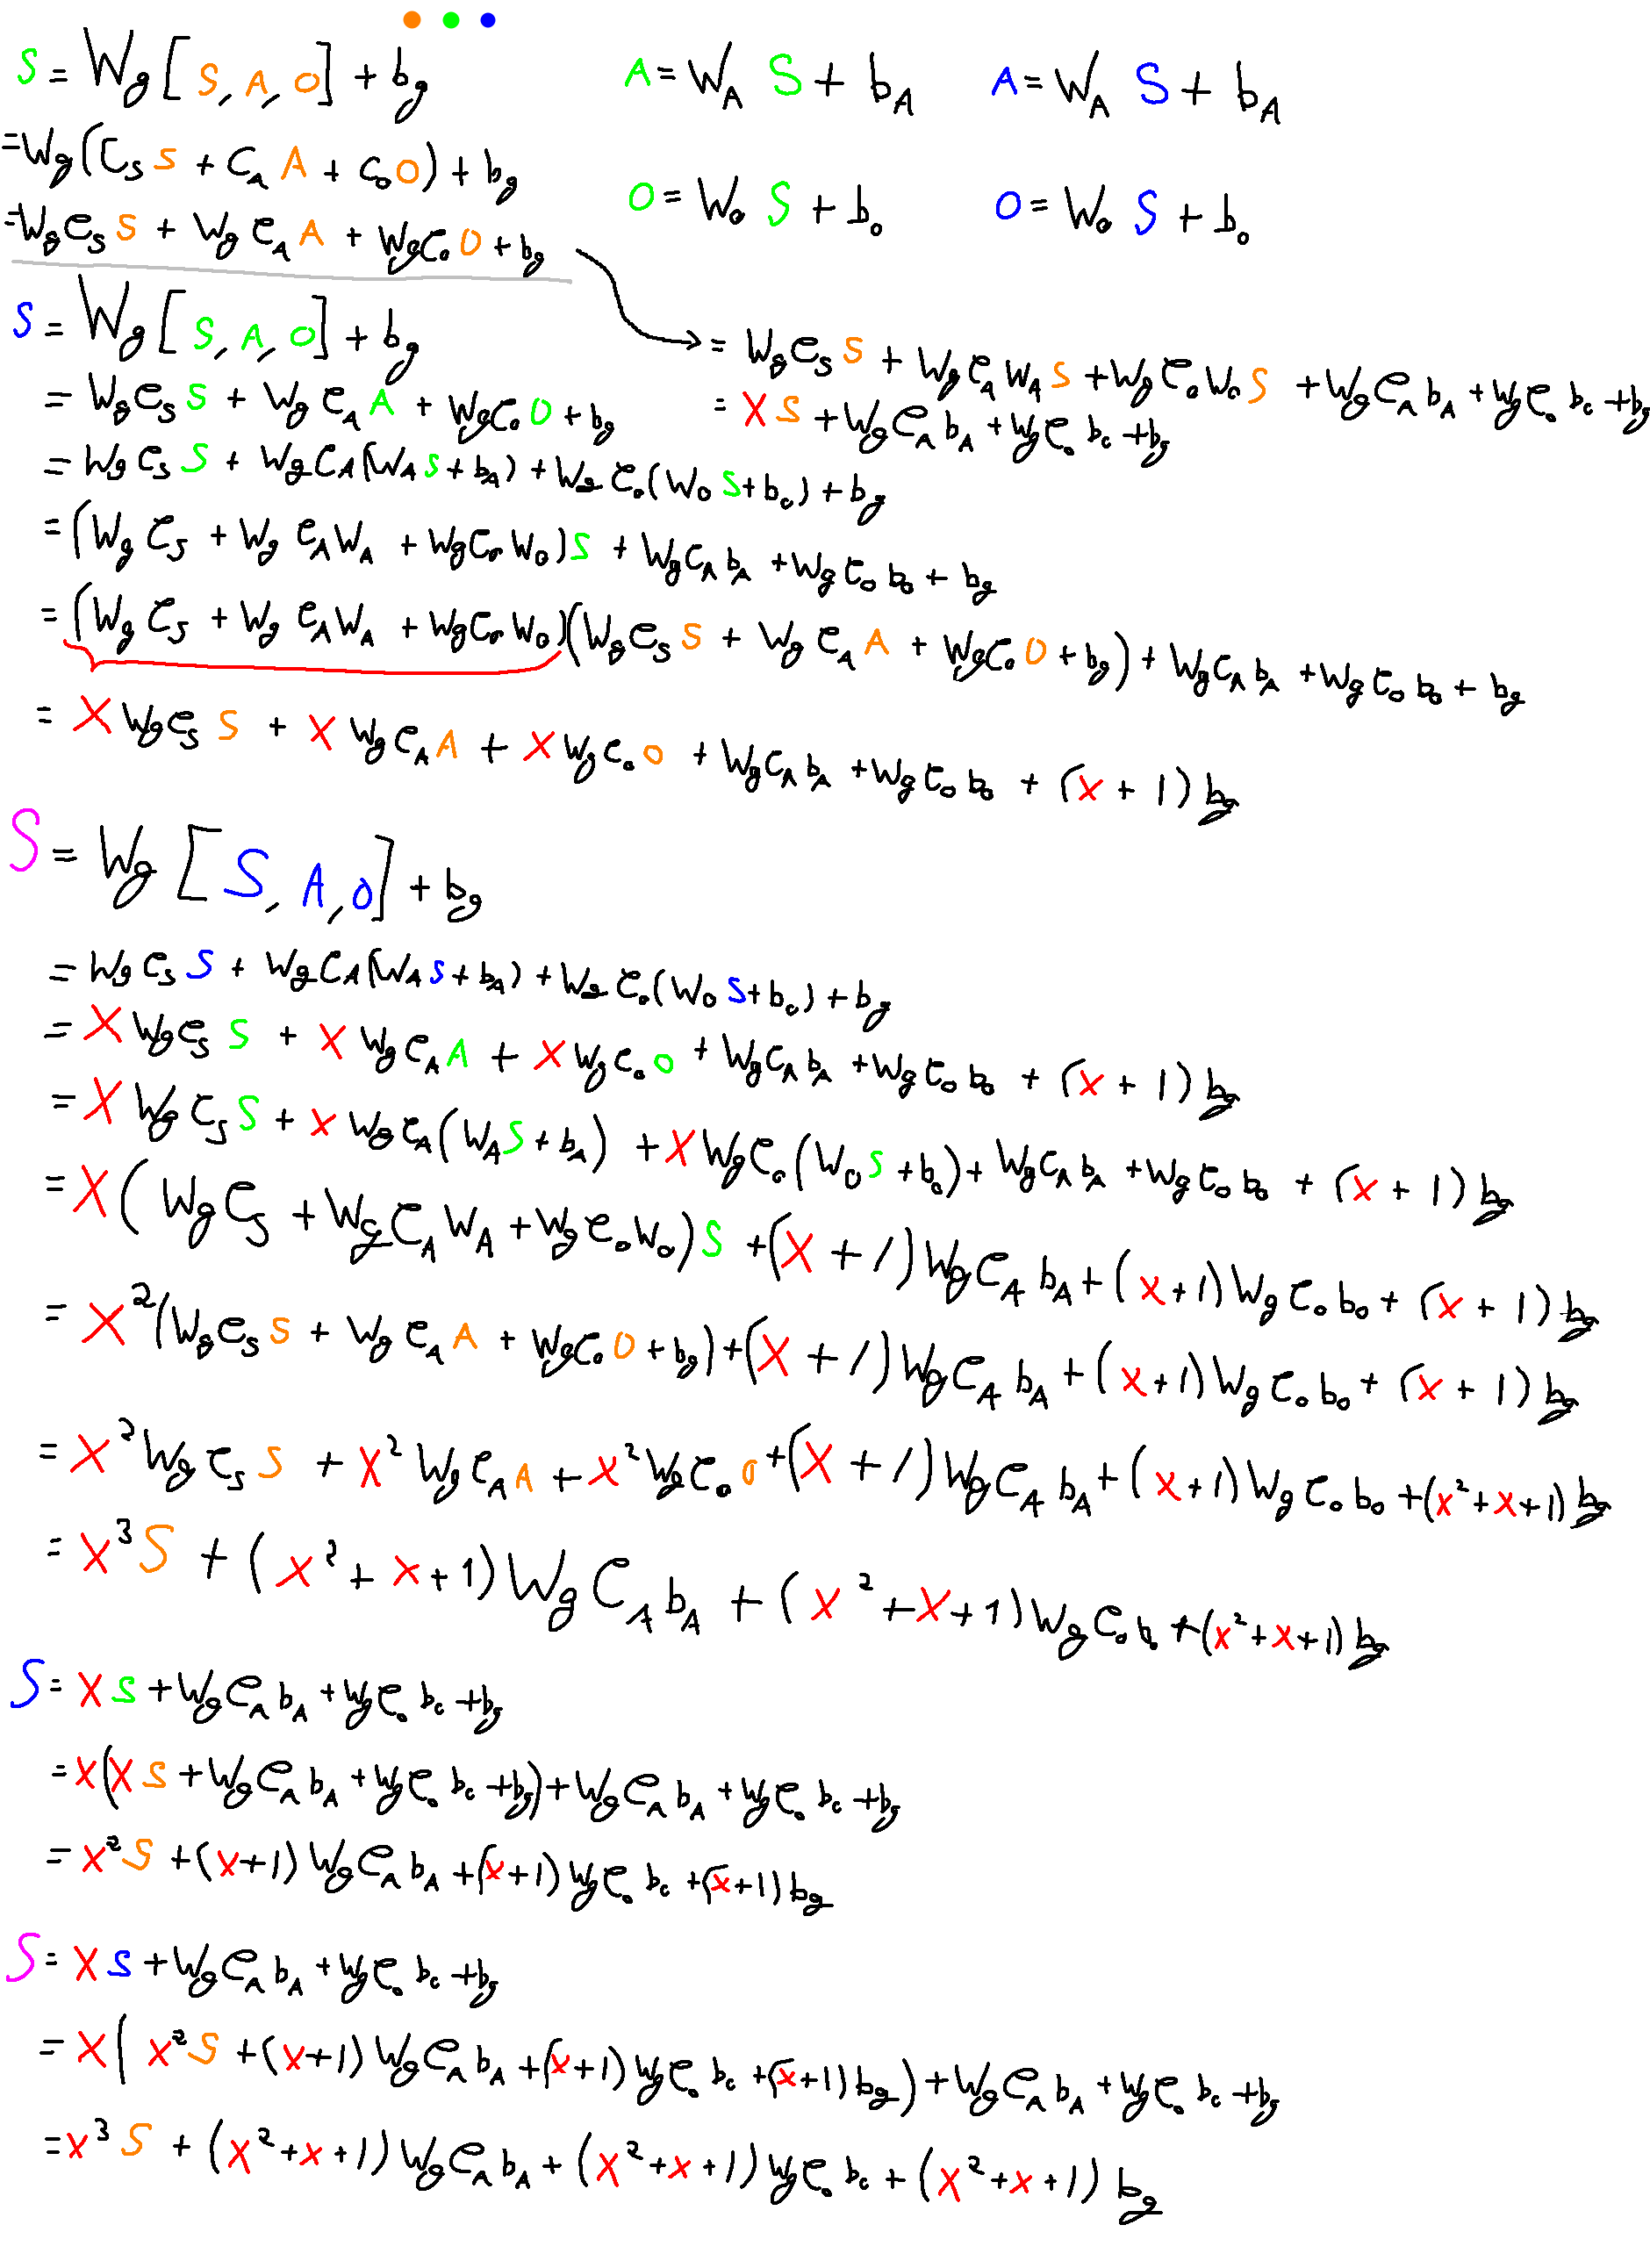 S = W_g [S, A, O] + b_g
A = W_A S + b_A
A = W_A S + b_A
= W_g (C_S S + C_A A + C_O O) + b_g
O = W_O S + b_O
O = W_O S + b_O
= W_g C_S S + W_g C_A A + W_g C_O O + b_g
S = W_g [S, A, O] + b_g
= W_g C_S S + W_g C_A W_A S + W_g C_O W_O S + W_g C_A b_A + W_g C_O b_O + b_g
= W_g C_S S + W_g C_A A + W_g C_O O + b_g
= X S + W_g C_A b_A + W_g C_O b_O + b_g
= W_g C_S S + W_g C_A (W_A S + b_A) + W_g C_O (W_O S + b_O) + b_g
= (W_g C_S + W_g C_A W_A + W_g C_O W_O) S + W_g C_A b_A + W_g C_O b_O + b_g
= (W_g C_S + W_g C_A W_A + W_g C_O W_O)(W_g C_S S + W_g C_A A + W_g C_O O + b_g) + W_g C_A b_A + W_g C_O b_O + b_g
= X W_g C_S S + X W_g C_A A + X W_g C_O O + W_g C_A b_A + W_g C_O b_O + (X + 1) b_g
S = W_g [S, A, O] + b_g
= W_g C_S S + W_g C_A (W_A S + b_A) + W_g C_O (W_O S + b_O) + b_g
= X W_g C_S S + X W_g C_A A + X W_g C_O O + W_g C_A b_A + W_g C_O b_O + (X + 1) b_g
= X W_g C_S S + X W_g C_A (W_A S + b_A) + X W_g C_O (W_O S + b_O) + W_g C_A b_A + W_g C_O b_O + (X + 1) b_g
= X (W_g C_S + W_g C_A W_A + W_g C_O W_O) S + (X + 1) W_g C_A b_A + (X + 1) W_g C_O b_O + (X + 1) b_g
= X² (W_g C_S S + W_g C_A A + W_g C_O O + b_g) + (X + 1) W_g C_A b_A + (X + 1) W_g C_O b_O + (X + 1) b_g
= X² W_g C_S S + X² W_g C_A A + X² W_g C_O O + (X + 1) W_g C_A b_A + (X + 1) W_g C_O b_O + (X² + X + 1) b_g
= X³ S + (X² + X + 1) W_g C_A b_A + (X² + X + 1) W_g C_O b_O + (X² + X + 1) b_g
S = X S + W_g C_A b_A + W_g C_O b_O + b_g
= X (X S + W_g C_A b_A + W_g C_O b_O + b_g) + W_g C_A b_A + W_g C_O b_O + b_g
= X² S + (X + 1) W_g C_A b_A + (X + 1) W_g C_O b_O + (X + 1) b_g
S = X S + W_g C_A b_A + W_g C_O b_O + b_g
= X (X² S + (X + 1) W_g C_A b_A + (X + 1) W_g C_O b_O + (X + 1) b_g) + W_g C_A b_A + W_g C_O b_O + b_g
= X³ S + (X² + X + 1) W_g C_A b_A + (X² + X + 1) W_g C_O b_O + (X² + X + 1) b_g